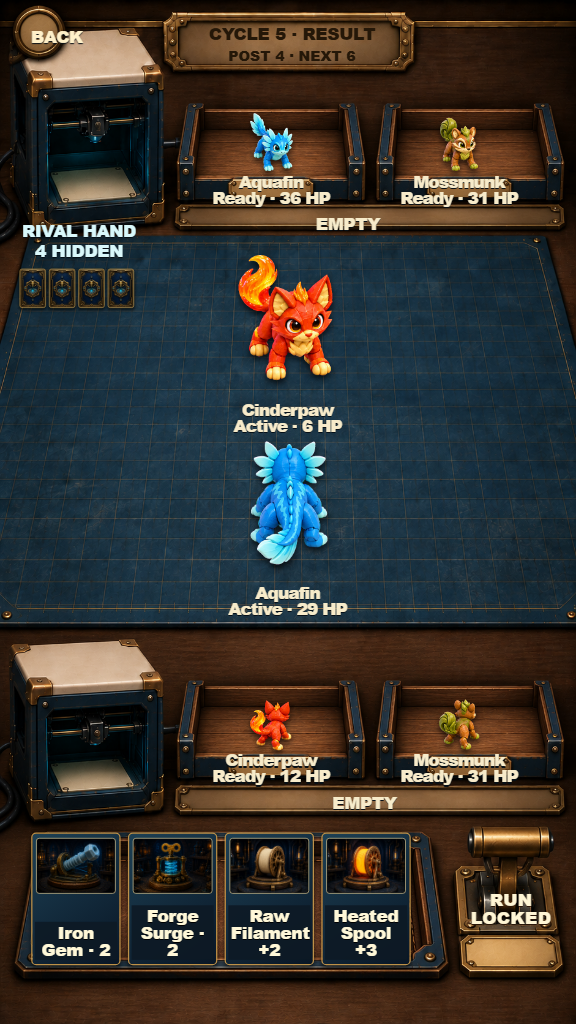 BACK
CYCLE 5 · RESULT
POST 4 · NEXT 6
Aquafin
Ready · 36 HP
Mossmunk
Ready · 31 HP
EMPTY
RIVAL HAND
4 HIDDEN
Cinderpaw
Active · 6 HP
Aquafin
Active · 29 HP
Cinderpaw
Ready · 12 HP
Mossmunk
Ready · 31 HP
EMPTY
Iron
Gem · 2
Forge
Surge ·
2
Raw
Filament
+2
Heated
Spool
+3
RUN
LOCKED